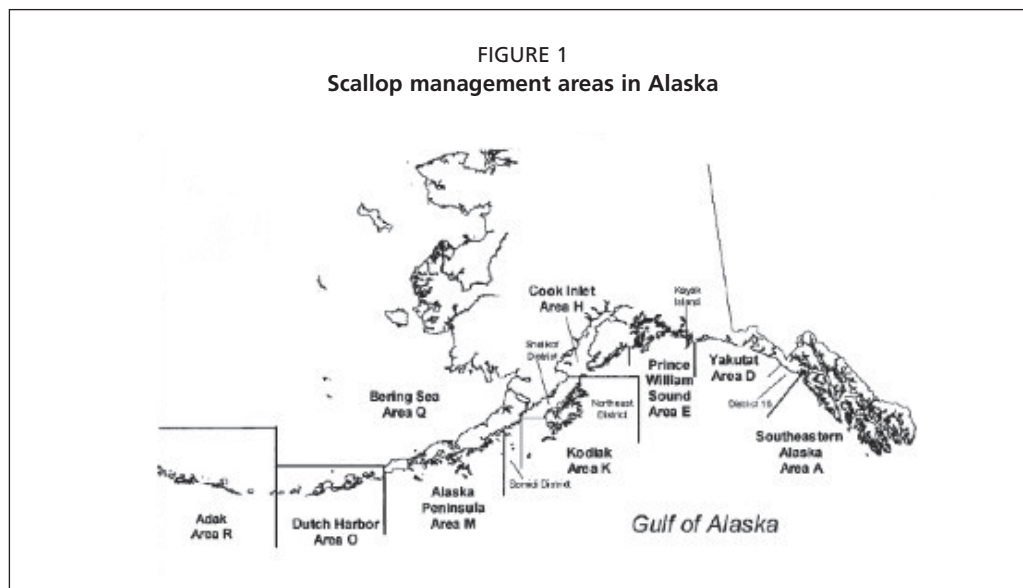 FIGURE 1
Scallop management areas in Alaska
Cook Inlet
Area H
Kayak
Island
Shelikof
District
Bering Sea
Area Q
Prince
William
Sound
Area E
Yakutat
Area D
District 16
Northeast
District
Kodiak
Area K
Southeastern
Alaska
Area A
Semidi District
Alaska
Peninsula
Area M
Adak
Area R
Dutch Harbor
Area O
Gulf of Alaska